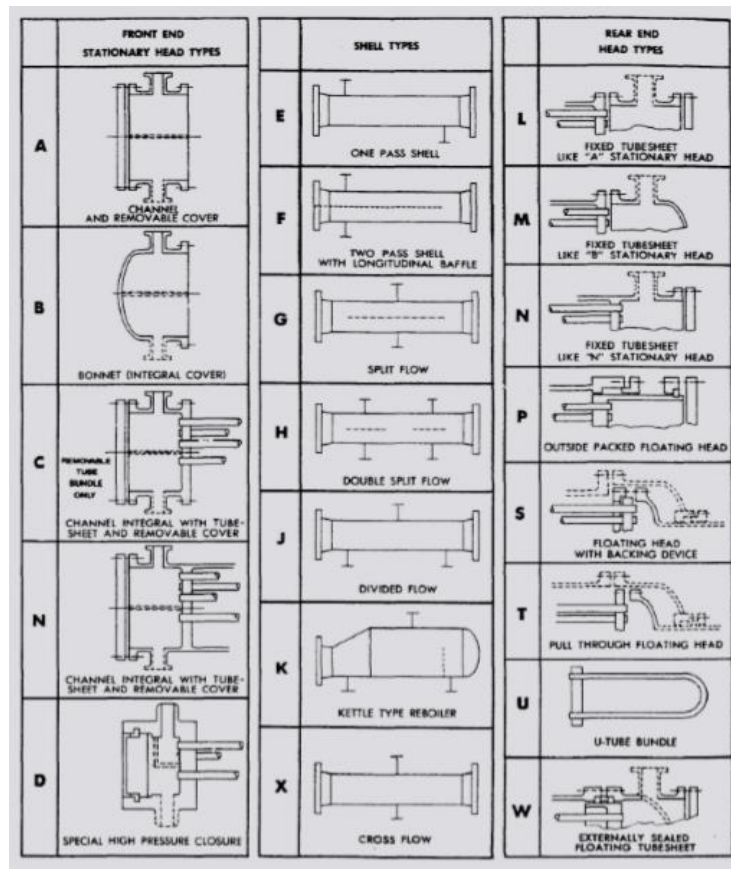 FRONT END
STATIONARY HEAD TYPES
A
CHANNEL
AND REMOVABLE COVER
B
BONNET (INTEGRAL COVER)
C
REMOVABLE
TUBE
BUNDLE
ONLY
CHANNEL INTEGRAL WITH TUBE-
SHEET AND REMOVABLE COVER
N
CHANNEL INTEGRAL WITH TUBE-
SHEET AND REMOVABLE COVER
D
SPECIAL HIGH PRESSURE CLOSURE
SHELL TYPES
E
ONE PASS SHELL
F
TWO PASS SHELL
WITH LONGITUDINAL BAFFLE
G
SPLIT FLOW
H
DOUBLE SPLIT FLOW
J
DIVIDED FLOW
K
KETTLE TYPE REBOILER
X
CROSS FLOW
REAR END
HEAD TYPES
L
FIXED TUBESHEET
LIKE "A" STATIONARY HEAD
M
FIXED TUBESHEET
LIKE "B" STATIONARY HEAD
N
FIXED TUBESHEET
LIKE "N" STATIONARY HEAD
P
OUTSIDE PACKED FLOATING HEAD
S
FLOATING HEAD
WITH BACKING DEVICE
T
PULL THROUGH FLOATING HEAD
U
U-TUBE BUNDLE
W
EXTERNALLY SEALED
FLOATING TUBESHEET